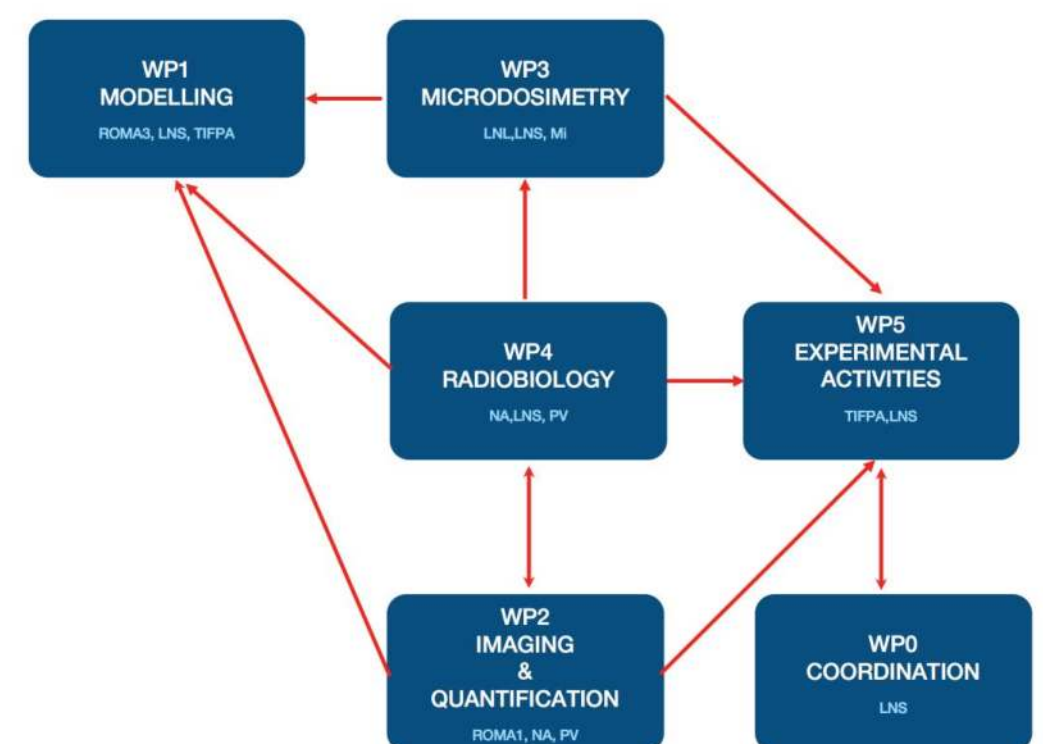 WP1
MODELLING
ROMA3, LNS, TIFPA
WP3
MICRODOSIMETRY
LNL,LNS, Mi
WP4
RADIOBIOLOGY
NA,LNS, PV
WP5
EXPERIMENTAL
ACTIVITIES
TIFPA,LNS
WP2
IMAGING
&
QUANTIFICATION
ROMA1, NA, PV
WP0
COORDINATION
LNS